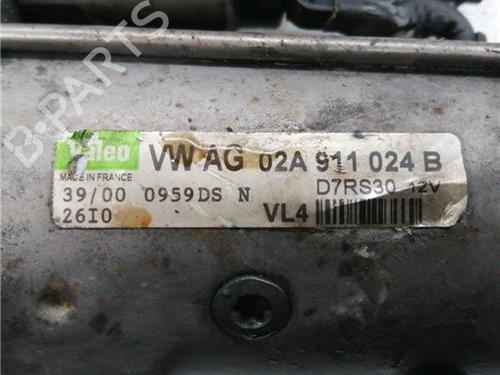 Valeo VW AG 02A 911 024 B
MADE IN FRANCE D7RS30 12V
39/00 0959DS N
26I0 VL4
B-PARTS